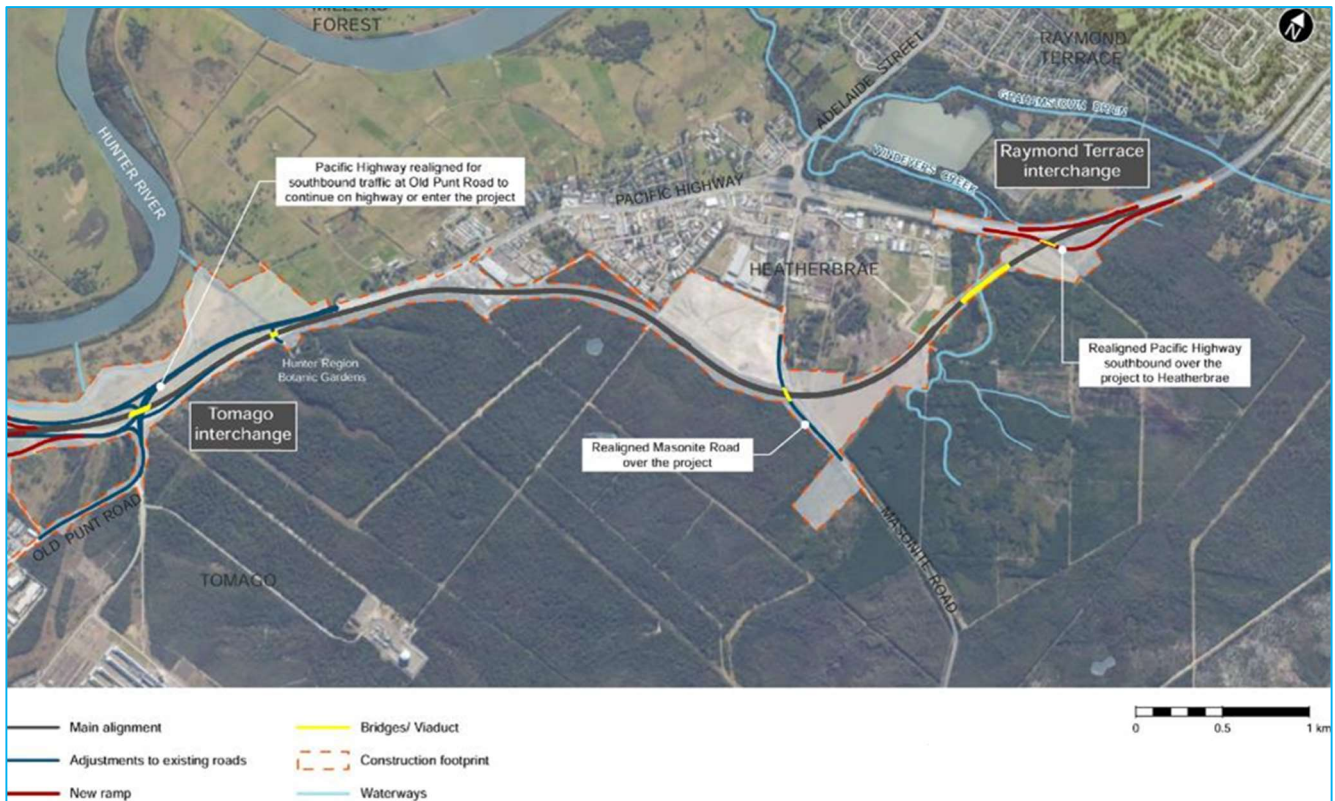 MILLERS
FOREST
N
RAYMOND
TERRACE
ADELAIDE STREET
GRAHAMSTOWN DRAIN
HUNTER RIVER
Pacific Highway realigned for
southbound traffic at Old Punt Road to
continue on highway or enter the project
WINDEYERS CREEK
Raymond Terrace
interchange
PACIFIC HIGHWAY
HEATHERBRAE
Hunter Region
Botanic Gardens
Realigned Pacific Highway
southbound over the
project to Heatherbrae
Tomago
interchange
Realigned Masonite Road
over the project
OLD PUNT ROAD
MASONITE ROAD
TOMAGO
Main alignment
Adjustments to existing roads
New ramp
Bridges/ Viaduct
Construction footprint
Waterways
0 0.5 1 km